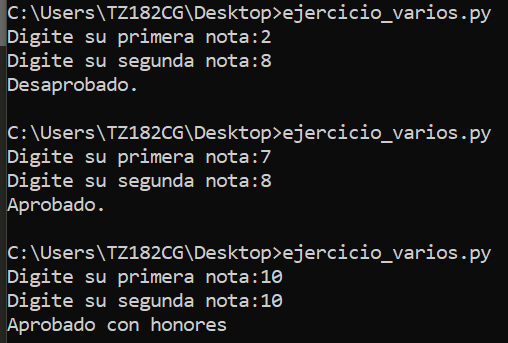 C:\Users\TZ182CG\Desktop>ejercicio_varios.py
Digite su primera nota:2
Digite su segunda nota:8
Desaprobado.
C:\Users\TZ182CG\Desktop>ejercicio_varios.py
Digite su primera nota:7
Digite su segunda nota:8
Aprobado.
C:\Users\TZ182CG\Desktop>ejercicio_varios.py
Digite su primera nota:10
Digite su segunda nota:10
Aprobado con honores